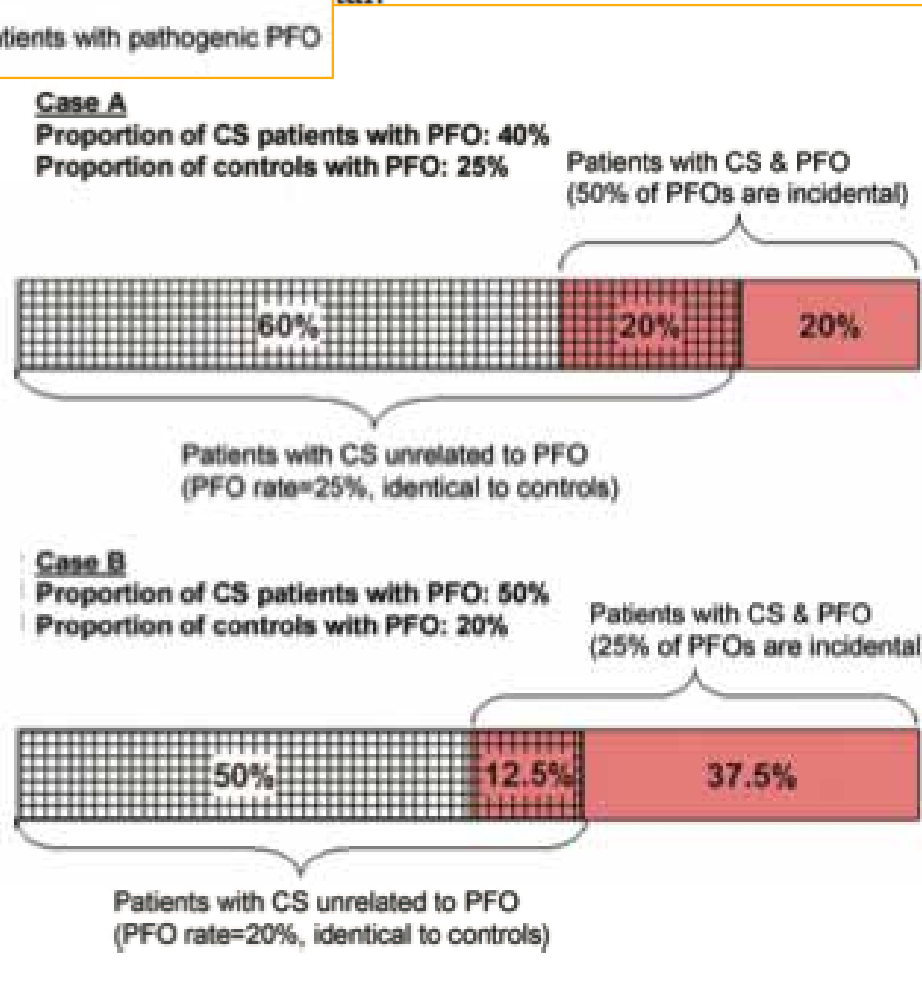 tients with pathogenic PFO
Case A
Proportion of CS patients with PFO: 40%
Proportion of controls with PFO: 25%
Patients with CS & PFO
(50% of PFOs are incidental)
60%
20%
20%
Patients with CS unrelated to PFO
(PFO rate=25%, identical to controls)
Case B
Proportion of CS patients with PFO: 50%
Proportion of controls with PFO: 20%
Patients with CS & PFO
(25% of PFOs are incidental
50%
12.5%
37.5%
Patients with CS unrelated to PFO
(PFO rate=20%, identical to controls)